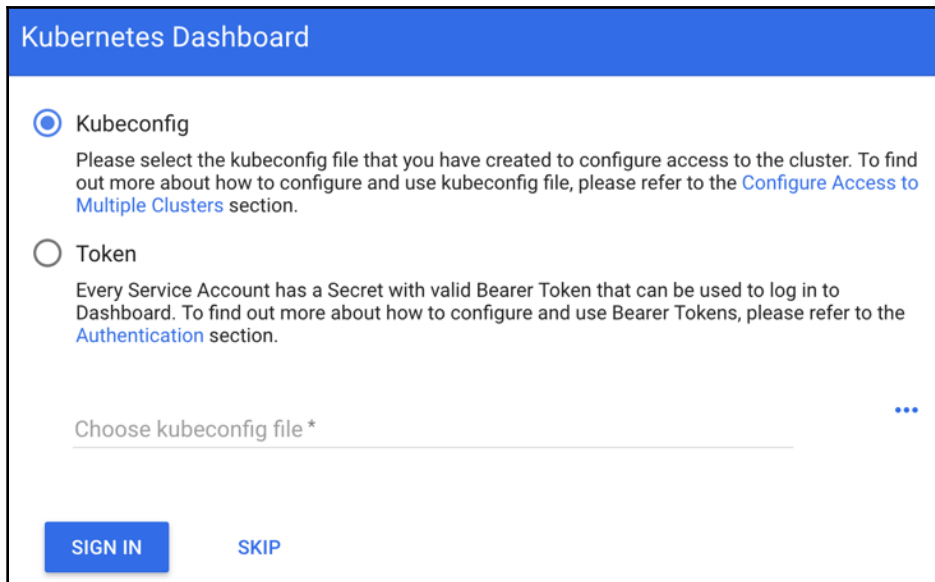 Kubernetes Dashboard
Kubeconfig
Please select the kubeconfig file that you have created to configure access to the cluster. To find
out more about how to configure and use kubeconfig file, please refer to the Configure Access to
Multiple Clusters section.
Token
Every Service Account has a Secret with valid Bearer Token that can be used to log in to
Dashboard. To find out more about how to configure and use Bearer Tokens, please refer to the
Authentication section.
Choose kubeconfig file *
SIGN IN SKIP